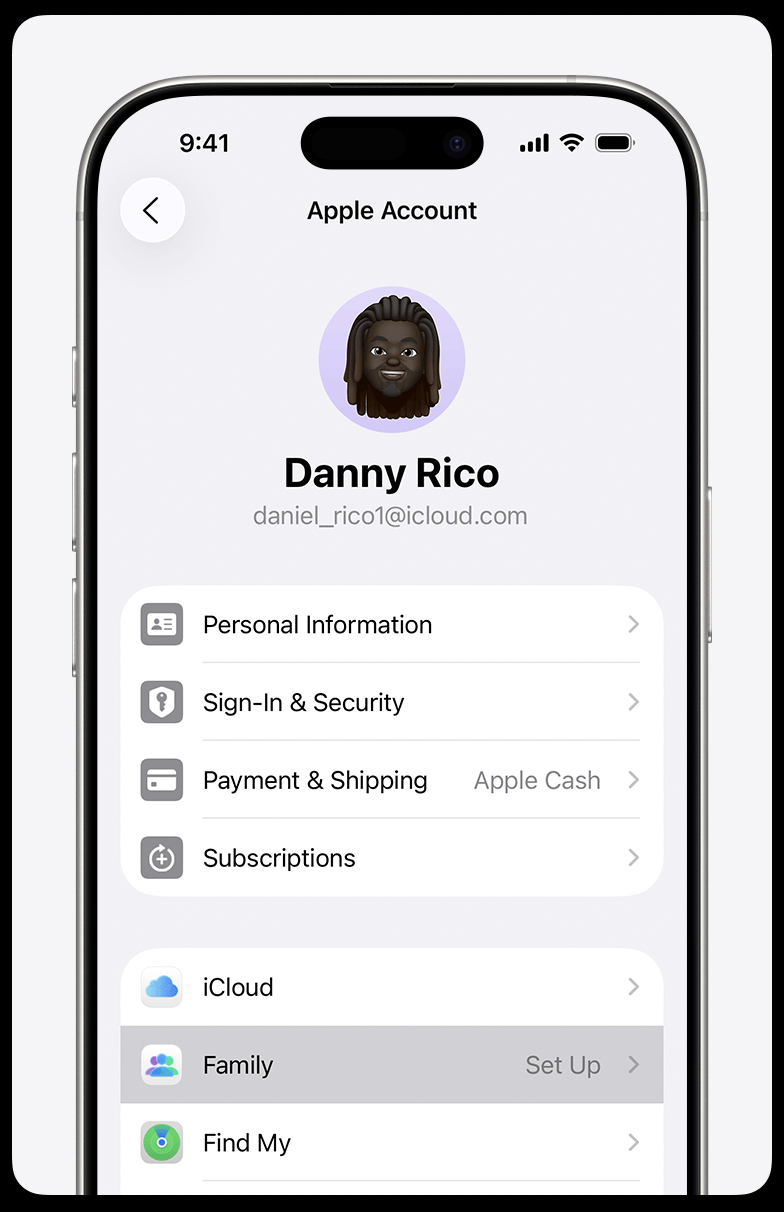 9:41
Apple Account
Danny Rico
daniel_rico1@icloud.com
Personal Information
Sign-In & Security
Payment & Shipping Apple Cash
Subscriptions
iCloud
Family Set Up
Find My